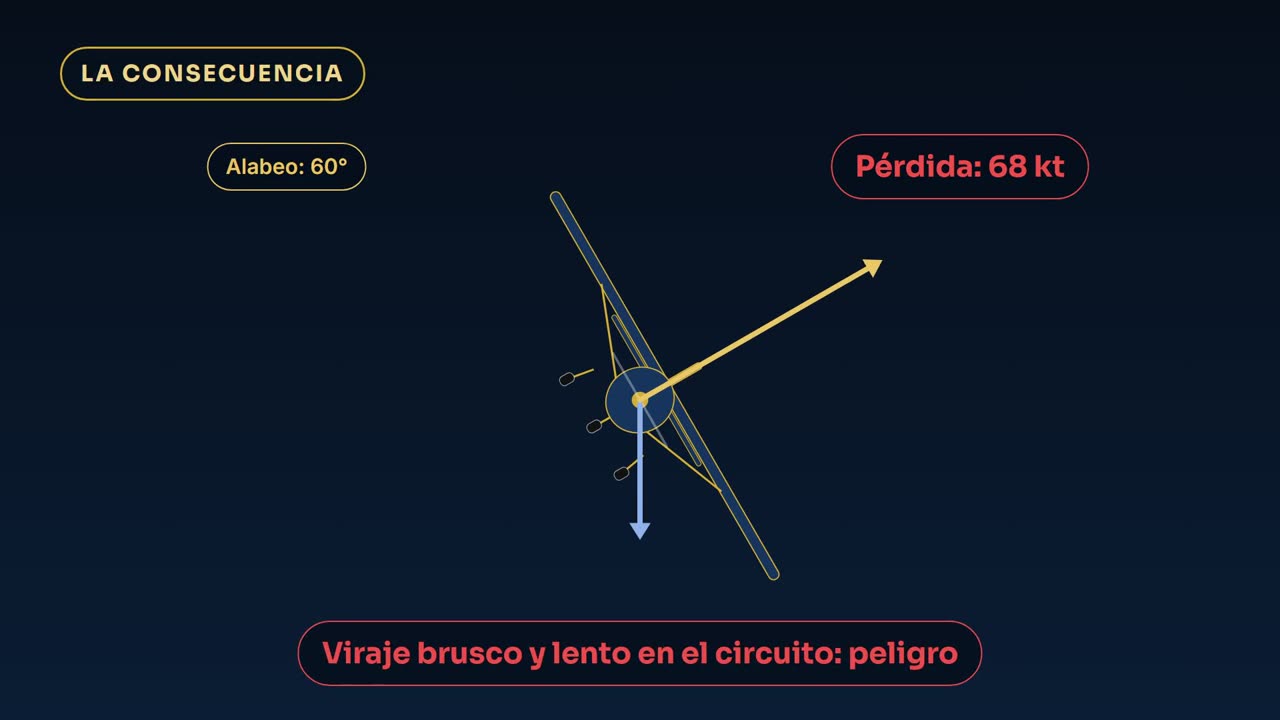 LA CONSECUENCIA
Alabeo: 60°
Pérdida: 68 kt
Viraje brusco y lento en el circuito: peligro